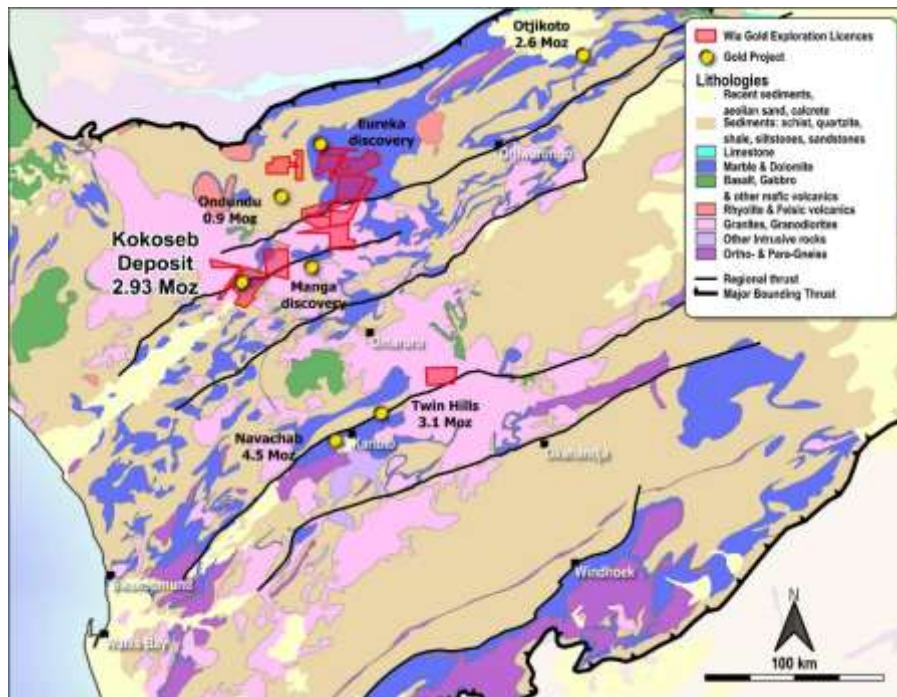 Otjikoto
2.6 Moz
Eureka
discovery
Otjiwarongo
Ondundu
0.9 Moz
Kokoseb
Deposit
2.93 Moz
Manga
discovery
Omaruru
Twin Hills
3.1 Moz
Navachab
4.5 Moz
Karibib
Okahandja
Swakopmund
Windhoek
Walvis Bay
Wia Gold Exploration Licences
Gold Project
Lithologies
Recent sediments,
aeolian sand, calcrete
Sediments: schist, quartzite,
shale, siltstones, sandstones
Limestone
Marble & Dolomite
Basalt, Gabbro
& other mafic volcanics
Rhyolite & Felsic volcanics
Granites, Granodiorites
Other Intrusive rocks
Ortho- & Para-Gneiss
Regional thrust
Major Bounding Thrust
N
100 km